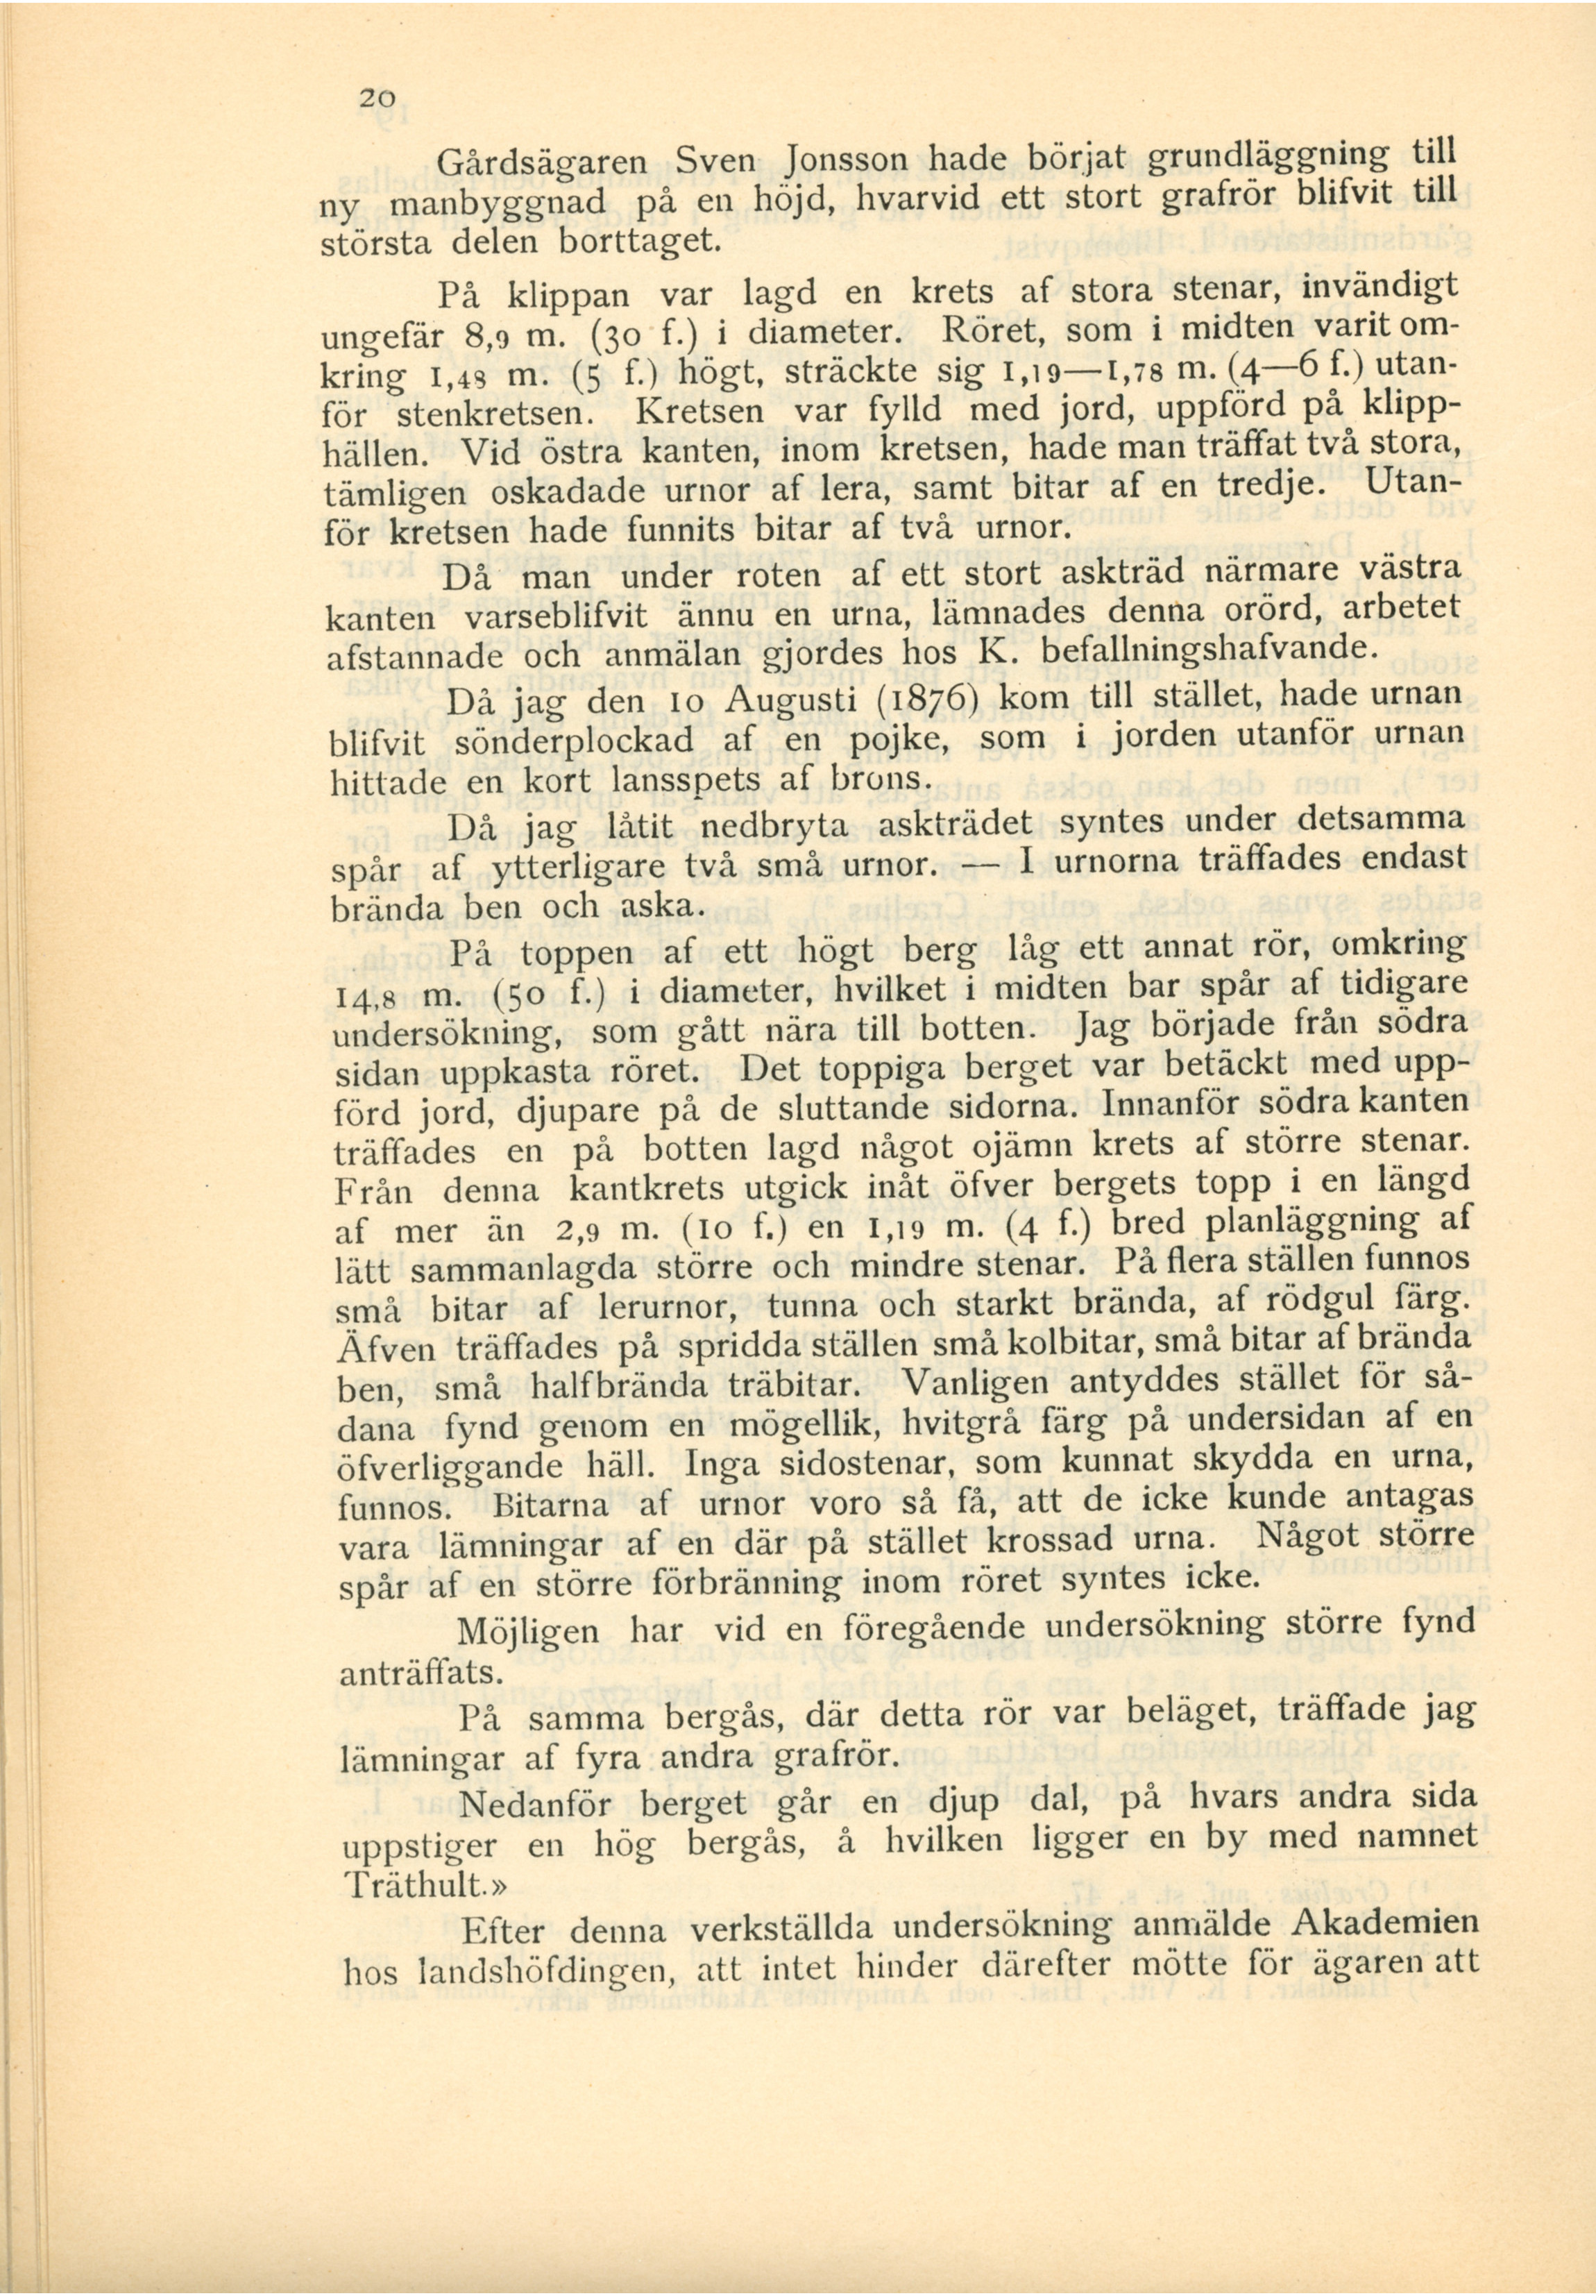 20
Gårdsägaren Sven Jonsson hade börjat grundläggning till
ny manbyggnad på en höjd, hvarvid ett stort grafrör blifvit till
största delen borttaget.
På klippan var lagd en krets af stora stenar, invändigt
ungefär 8,9 m. (30 f.) i diameter. Röret, som i midten varit om-
kring 1,48 m. (5 f.) högt, sträckte sig 1,19—1,78 m. (4—6 f.) utan-
för stenkretsen. Kretsen var fylld med jord, uppförd på klipp-
hällen. Vid östra kanten, inom kretsen, hade man träffat två stora,
tämligen oskadade urnor af lera, samt bitar af en tredje. Utan-
för kretsen hade funnits bitar af två urnor.
Då man under roten af ett stort askträd närmare västra
kanten varseblifvit ännu en urna, lämnades denna orörd, arbetet
afstannade och anmälan gjordes hos K. befallningshafvande.
Då jag den 10 Augusti (1876) kom till stället, hade urnan
blifvit sönderplockad af en pojke, som i jorden utanför urnan
hittade en kort lansspets af brons.
Då jag låtit nedbryta askträdet syntes under detsamma
spår af ytterligare två små urnor. — I urnorna träffades endast
brända ben och aska.
På toppen af ett högt berg låg ett annat rör, omkring
14,8 m. (50 f.) i diameter, hvilket i midten bar spår af tidigare
undersökning, som gått nära till botten. Jag började från södra
sidan uppkasta röret. Det toppiga berget var betäckt med upp-
förd jord, djupare på de sluttande sidorna. Innanför södra kanten
träffades en på botten lagd något ojämn krets af större stenar.
Från denna kantkrets utgick inåt öfver bergets topp i en längd
af mer än 2,9 m. (10 f.) en 1,19 m. (4 f.) bred planläggning af
lätt sammanlagda större och mindre stenar. På flera ställen funnos
små bitar af lerurnor, tunna och starkt brända, af rödgul färg.
Äfven träffades på spridda ställen små kolbitar, små bitar af brända
ben, små halfbrända träbitar. Vanligen antyddes stället för så-
dana fynd genom en mögellik, hvitgrå färg på undersidan af en
öfverliggande häll. Inga sidostenar, som kunnat skydda en urna,
funnos. Bitarna af urnor voro så få, att de icke kunde antagas
vara lämningar af en där på stället krossad urna. Något större
spår af en större förbränning inom röret syntes icke.
Möjligen har vid en föregående undersökning större fynd
anträffats.
På samma bergås, där detta rör var beläget, träffade jag
lämningar af fyra andra grafrör.
Nedanför berget går en djup dal, på hvars andra sida
uppstiger en hög bergås, å hvilken ligger en by med namnet
Träthult.»
Efter denna verkställda undersökning anmälde Akademien
hos landshöfdingen, att intet hinder därefter mötte för ägaren att